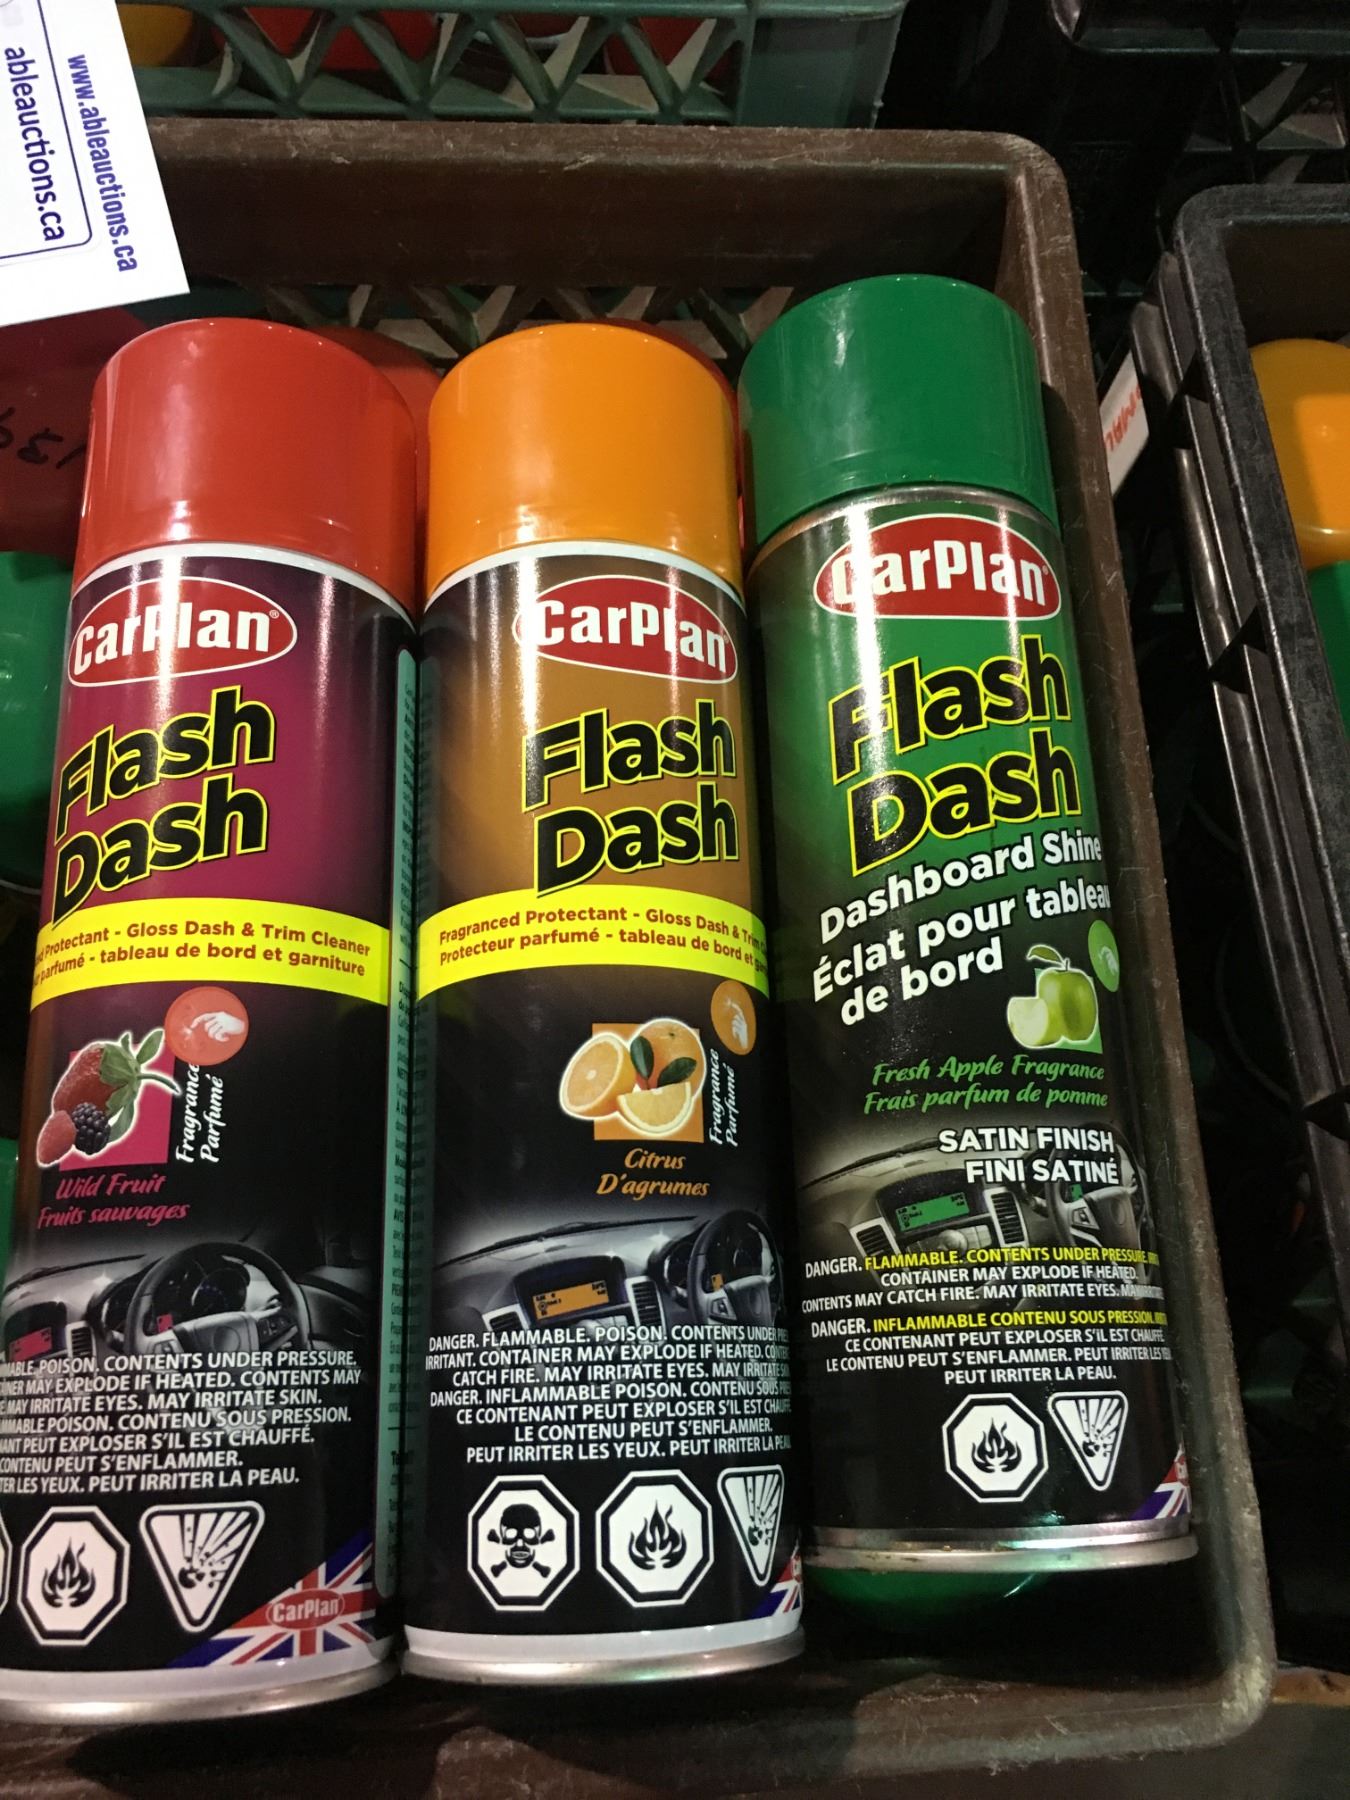 www.ableauctions.ca
ableauctions.ca
CarPlan®
Flash
Dash
Protectant - Gloss Dash & Trim Cleaner
parfumé - tableau de bord et garniture
Fragrance
Parfumé
Wild Fruit
Fruits sauvages
POISON. CONTENTS UNDER PRESSURE.
MAY EXPLODE IF HEATED. CONTENTS MAY
MAY IRRITATE EYES. MAY IRRITATE SKIN.
POISON. CONTENU SOUS PRESSION.
PEUT EXPLOSER S'IL EST CHAUFFÉ.
CONTENU PEUT S'ENFLAMMER.
LES YEUX. PEUT IRRITER LA PEAU.
CarPlan
CarPlan
Flash
Dash
Fragranced Protectant - Gloss Dash & Trim
Protecteur parfumé - tableau de bord et
Fragrance
Parfumé
Citrus
D'agrumes
DANGER. FLAMMABLE. POISON. CONTENTS UNDER
IRRITANT. CONTAINER MAY EXPLODE IF HEATED.
CATCH FIRE. MAY IRRITATE EYES. MAY IRRITATE
DANGER. INFLAMMABLE POISON. CONTENU SOUS
CE CONTENANT PEUT EXPLOSER S'IL EST
LE CONTENU PEUT S'ENFLAMMER.
PEUT IRRITER LES YEUX. PEUT IRRITER LA
CarPlan®
Flash
Dash
Dashboard Shine
Éclat pour tableau
de bord
Fresh Apple Fragrance
Frais parfum de pomme
SATIN FINISH
FINI SATINÉ
DANGER. FLAMMABLE. CONTENTS UNDER PRESSURE.
CONTAINER MAY EXPLODE IF HEATED.
CONTENTS MAY CATCH FIRE. MAY IRRITATE EYES. MAY
DANGER. INFLAMMABLE CONTENU SOUS PRESSION.
CE CONTENANT PEUT EXPLOSER S'IL EST CHAUFFÉ.
LE CONTENU PEUT S'ENFLAMMER. PEUT IRRITER LES
PEUT IRRITER LA PEAU.